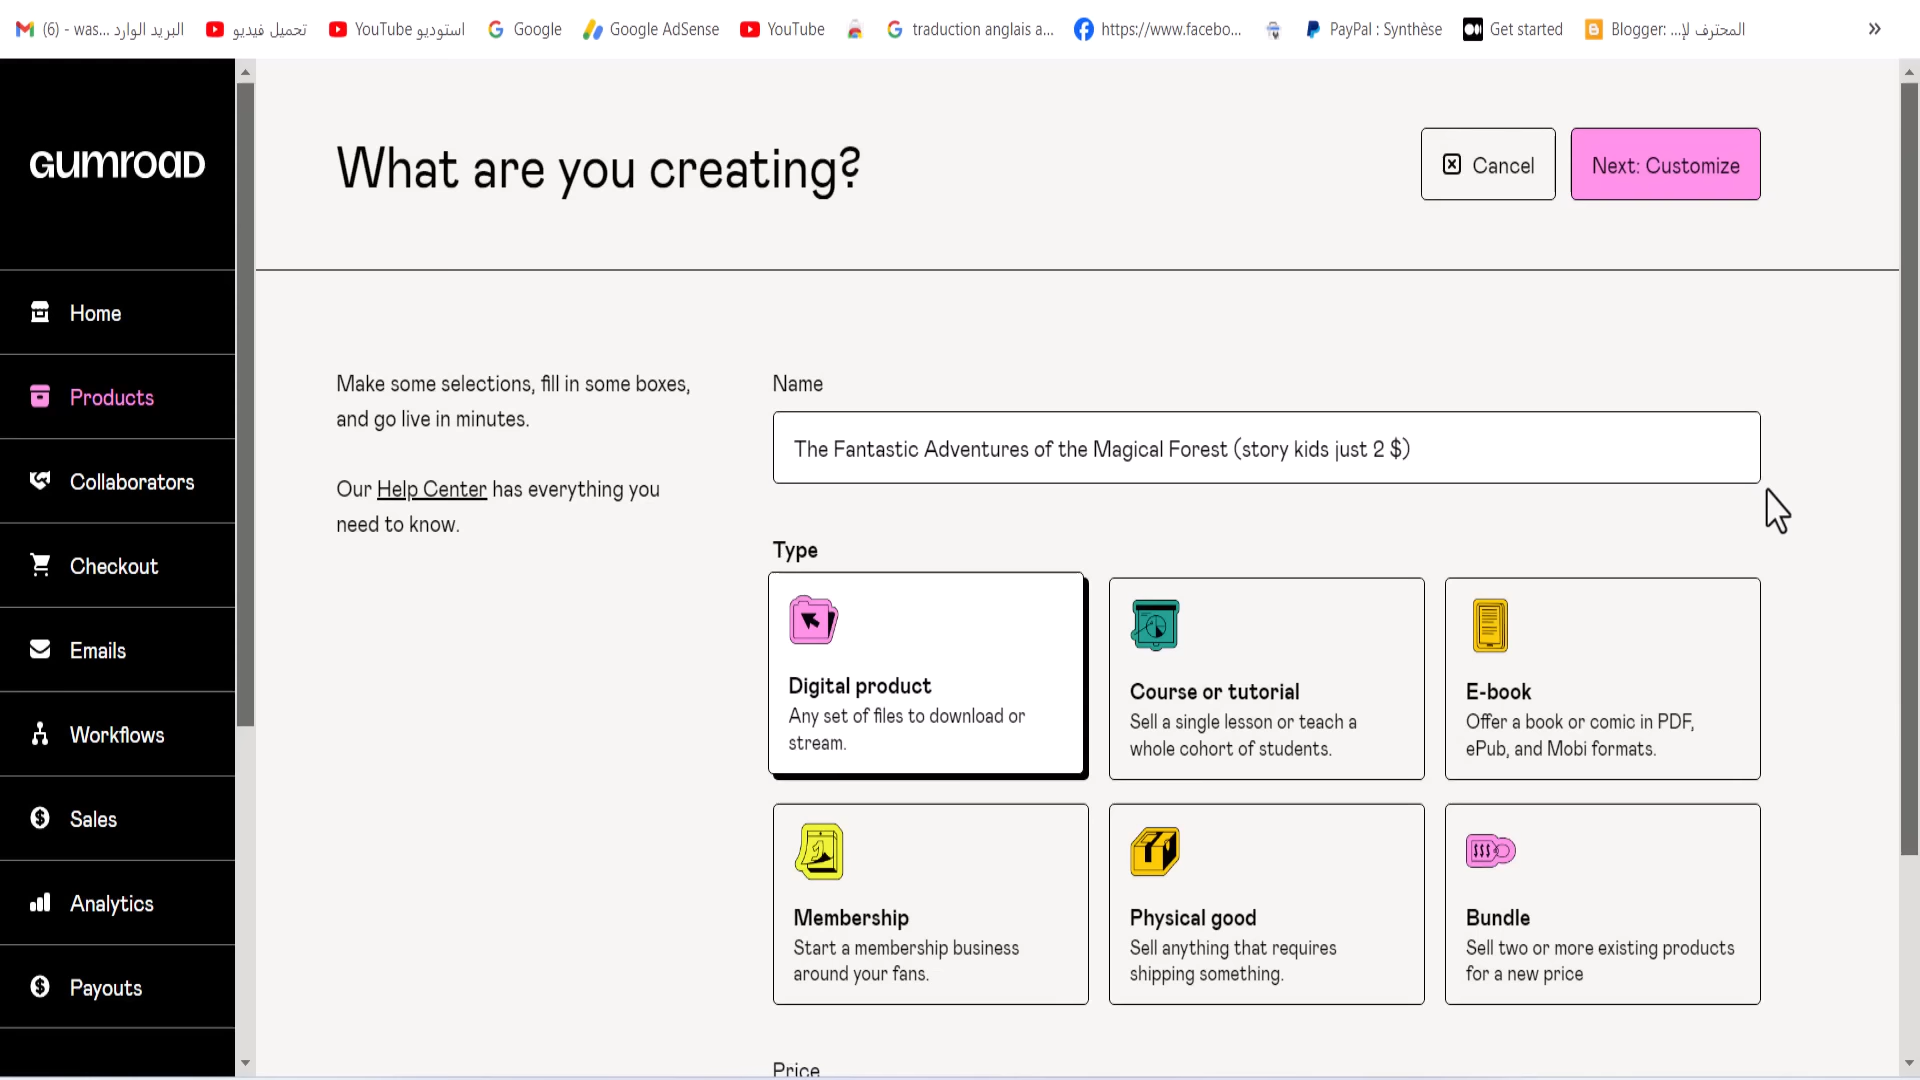 (6) - was... البريد الوارد
تحميل فيديو
استوديو YouTube
Google
Google AdSense
YouTube
traduction anglais a...
https://www.facebo...
PayPal : Synthèse
Get started
Blogger: ...المحترف لإ
»
GUMROAD
What are you creating?
Cancel
Next: Customize
Home
Products
Collaborators
Checkout
Emails
Workflows
Sales
Analytics
Payouts
Make some selections, fill in some boxes,
and go live in minutes.
Our Help Center has everything you
need to know.
Name
The Fantastic Adventures of the Magical Forest (story kids just 2 $)
Type
Digital product
Any set of files to download or
stream.
Course or tutorial
Sell a single lesson or teach a
whole cohort of students.
E-book
Offer a book or comic in PDF,
ePub, and Mobi formats.
Membership
Start a membership business
around your fans.
Physical good
Sell anything that requires
shipping something.
Bundle
Sell two or more existing products
for a new price
Price